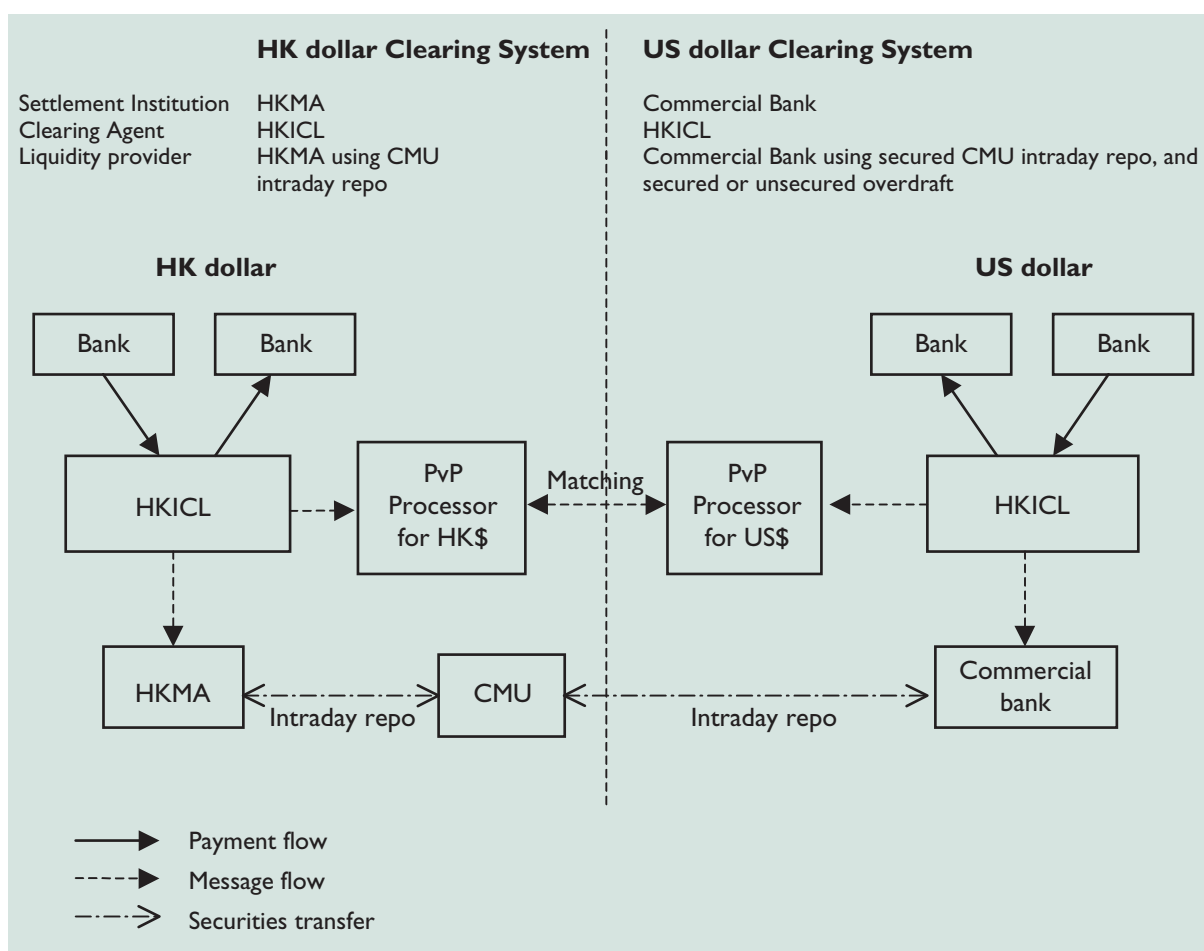 HK dollar Clearing System
US dollar Clearing System
Settlement Institution HKMA
Commercial Bank
Clearing Agent HKICL
HKICL
Liquidity provider HKMA using CMU
intraday repo
Commercial Bank using secured CMU intraday repo, and
secured or unsecured overdraft
HK dollar
US dollar
Bank
Bank
Bank
Bank
HKICL
PvP
Processor
for HK$
Matching
PvP
Processor
for US$
HKICL
HKMA
Intraday repo
CMU
Intraday repo
Commercial
bank
Payment flow
Message flow
Securities transfer